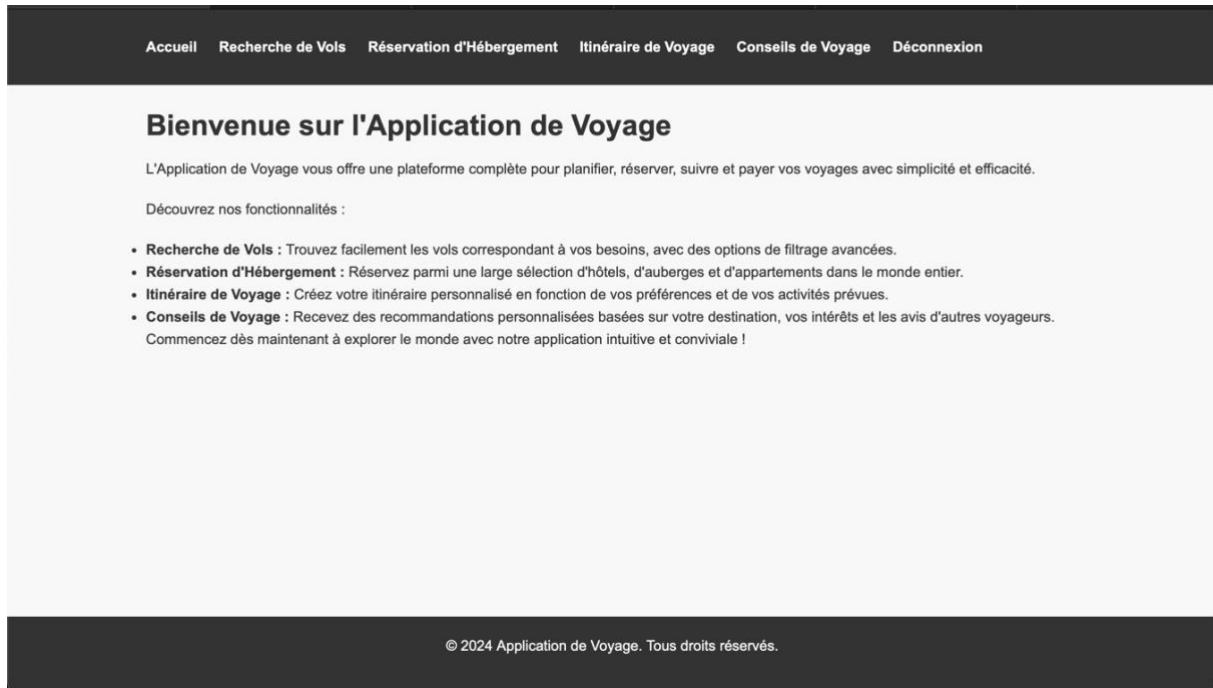 Accueil Recherche de Vols Réservation d'Hébergement Itinéraire de Voyage Conseils de Voyage Déconnexion
Bienvenue sur l'Application de Voyage
L'Application de Voyage vous offre une plateforme complète pour planifier, réserver, suivre et payer vos voyages avec simplicité et efficacité.
Découvrez nos fonctionnalités :
• Recherche de Vols : Trouvez facilement les vols correspondant à vos besoins, avec des options de filtrage avancées.
• Réservation d'Hébergement : Réservez parmi une large sélection d'hôtels, d'auberges et d'appartements dans le monde entier.
• Itinéraire de Voyage : Créez votre itinéraire personnalisé en fonction de vos préférences et de vos activités prévues.
• Conseils de Voyage : Recevez des recommandations personnalisées basées sur votre destination, vos intérêts et les avis d'autres voyageurs.
Commencez dès maintenant à explorer le monde avec notre application intuitive et conviviale !
© 2024 Application de Voyage. Tous droits réservés.